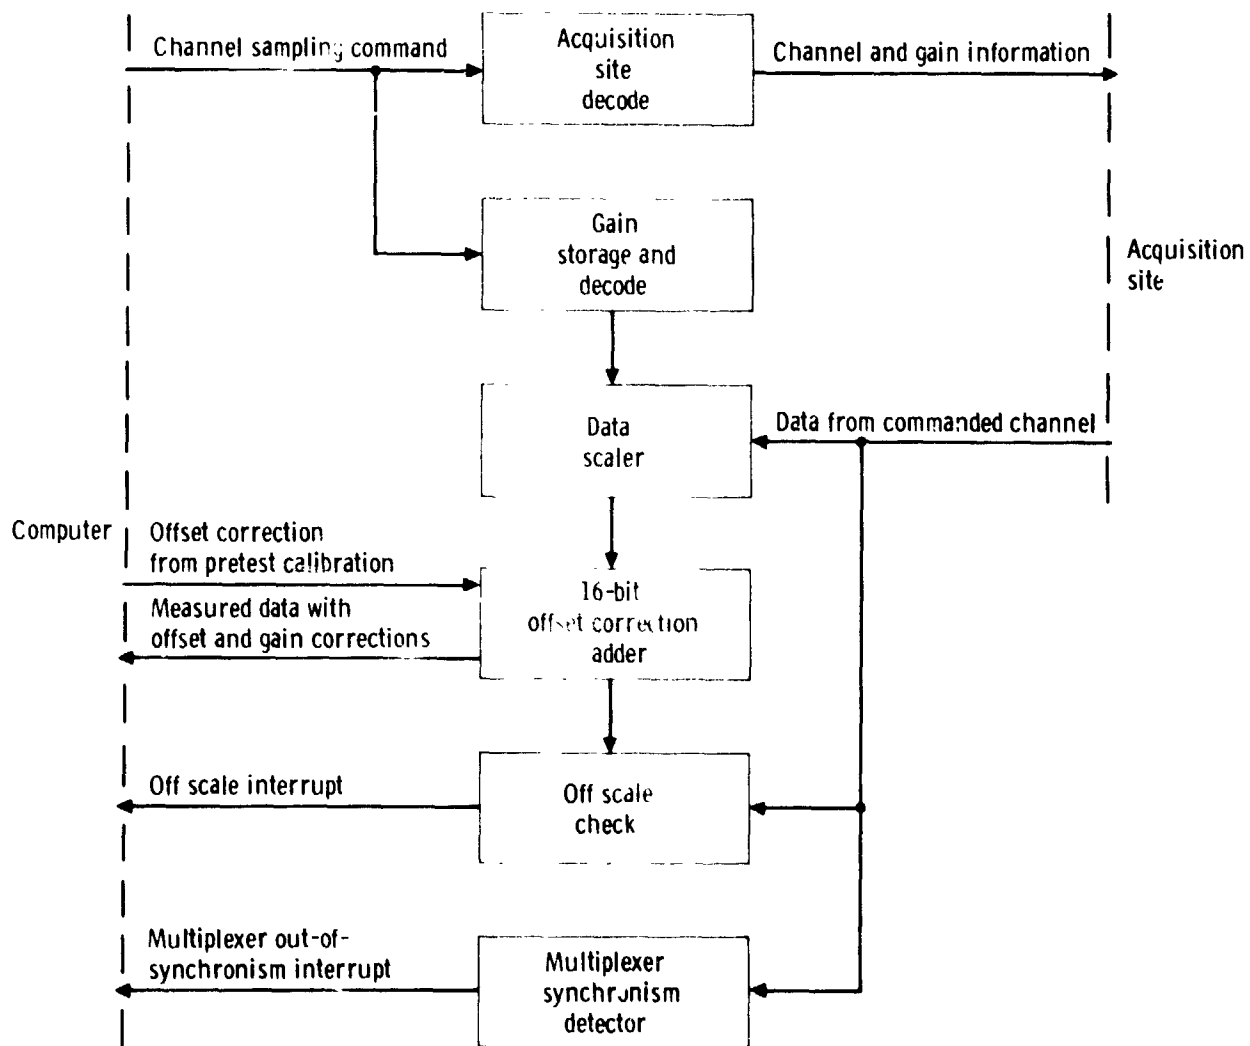 Channel sampling command
Acquisition
site
decode
Channel and gain information
Gain
storage and
decode
Acquisition
site
Data
scaler
Data from commanded channel
Computer
Offset correction
from pretest calibration
Measured data with
offset and gain corrections
16-bit
offset correction
adder
Off scale interrupt
Off scale
check
Multiplexer out-of-
synchronism interrupt
Multiplexer
synchronism
detector